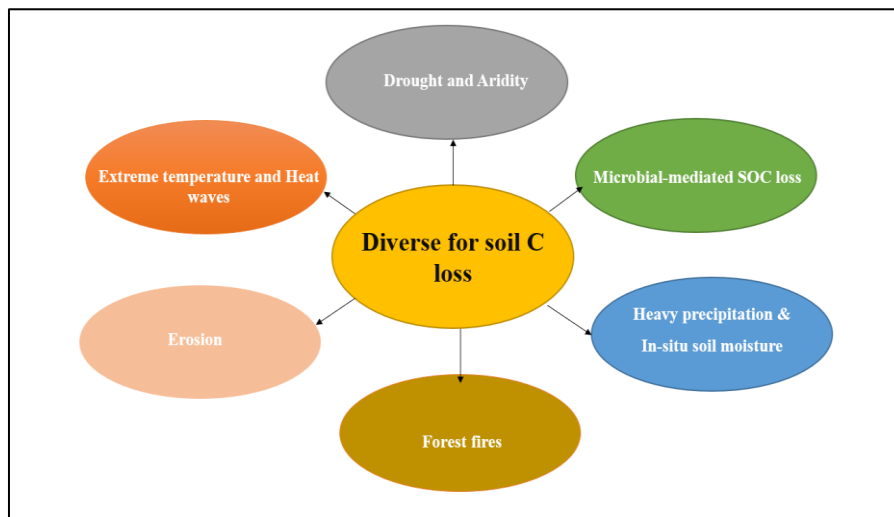 Drought and Aridity
Extreme temperature and Heat
waves
Microbial-mediated SOC loss
Diverse for soil C
loss
Erosion
Heavy precipitation &
In-situ soil moisture
Forest fires